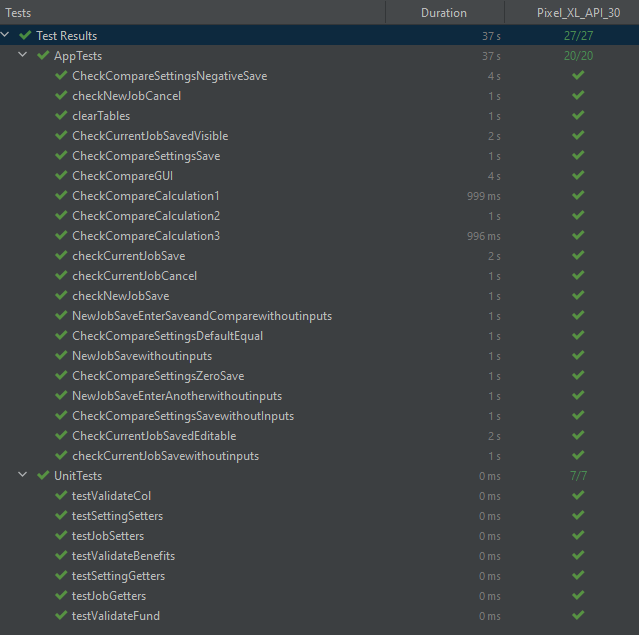 Tests Duration Pixel_XL_API_30
Test Results 37 s 27/27
AppTests 37 s 20/20
CheckCompareSettingsNegativeSave 4 s
checkNewJobCancel 1 s
clearTables 1 s
CheckCurrentJobSavedVisible 2 s
CheckCompareSettingsSave 1 s
CheckCompareGUI 4 s
CheckCompareCalculation1 999 ms
CheckCompareCalculation2 1 s
CheckCompareCalculation3 996 ms
checkCurrentJobSave 2 s
checkCurrentJobCancel 1 s
checkNewJobSave 1 s
NewJobSaveEnterSaveandComparewithoutinputs 1 s
CheckCompareSettingsDefaultEqual 1 s
NewJobSavewithoutinputs 1 s
CheckCompareSettingsZeroSave 1 s
NewJobSaveEnterAnotherwithoutinputs 1 s
CheckCompareSettingsSavewithoutInputs 1 s
CheckCurrentJobSavedEditable 2 s
checkCurrentJobSavewithoutinputs 1 s
UnitTests 0 ms 7/7
testValidateCol 0 ms
testSettingSetters 0 ms
testJobSetters 0 ms
testValidateBenefits 0 ms
testSettingGetters 0 ms
testJobGetters 0 ms
testValidateFund 0 ms